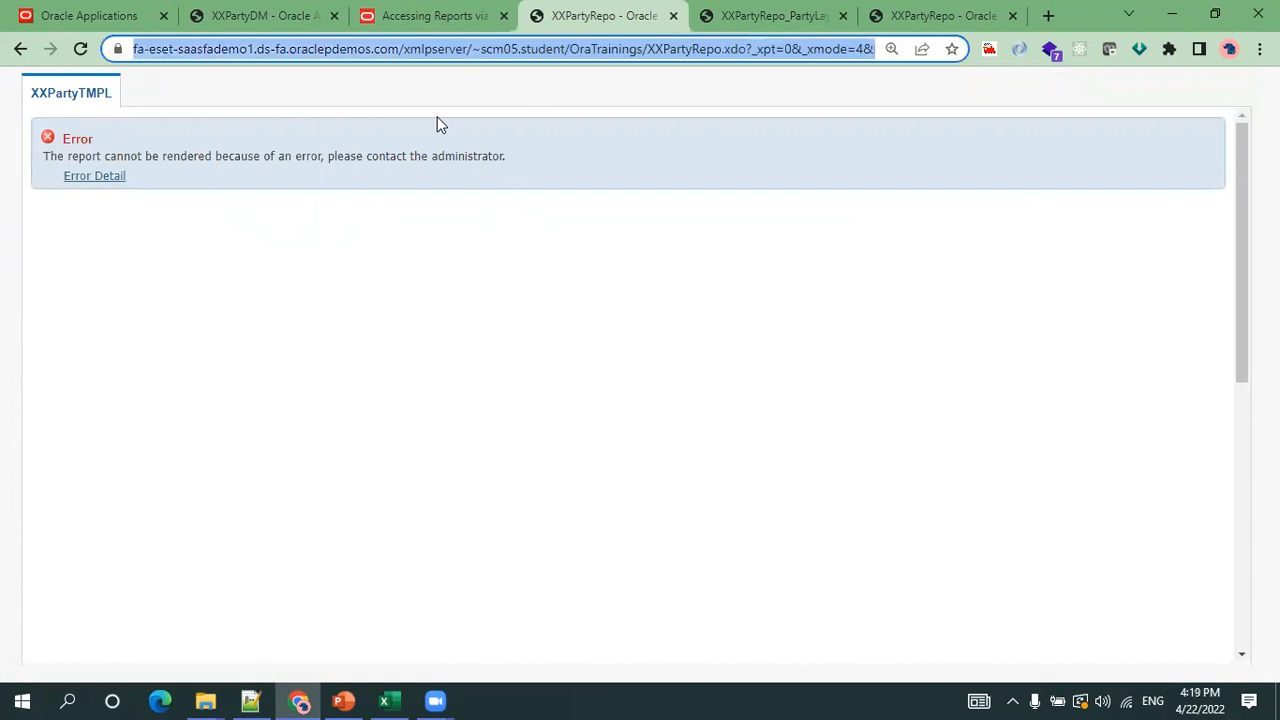 Oracle Applications
XXPartyDM - Oracle A
Accessing Reports via
XXPartyRepo - Oracle
XXPartyRepo_PartyLay
XXPartyRepo - Oracle
fa-eset-saasfademo1.ds-fa.oraclepdemos.com/xmlpserver/~scm05.student/OraTrainings/XXPartyRepo.xdo?_xpt=0&_xmode=4&
7
XXPartyTMPL
Error
The report cannot be rendered because of an error, please contact the administrator.
Error Detail
ENG
4:19 PM
4/22/2022